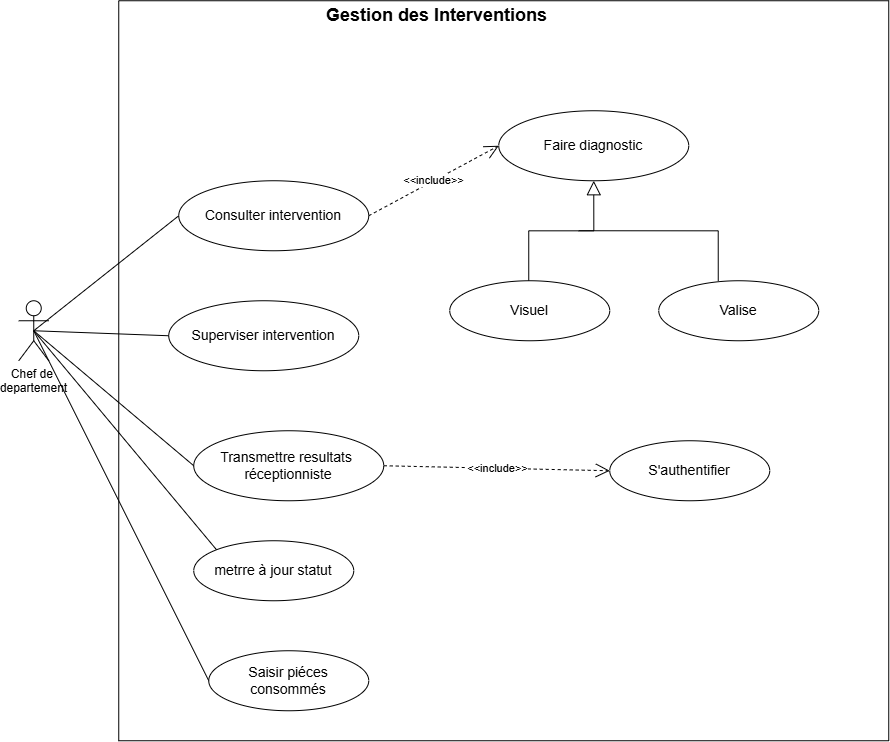 Gestion des Interventions
Faire diagnostic
<<include>>
Consulter intervention
Visuel
Valise
Superviser intervention
Chef de
departement
Transmettre resultats
réceptionniste
<<include>>
S'authentifier
metrre à jour statut
Saisir piéces
consommés